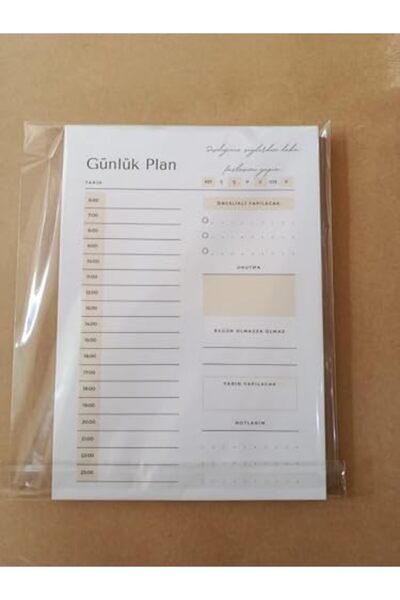 Günlük Plan
TARİH
6:00
7:00
8:00
9:00
10:00
11:00
12:00
13:00
14:00
15:00
16:00
17:00
18:00
19:00
20:00
21:00
22:00
23:00
ÖNCELİKLİ YAPILACAK
UNUTMA
BUGÜN OLMAZSA OLMAZ
YARIN YAPILACAK
NOTLARIM